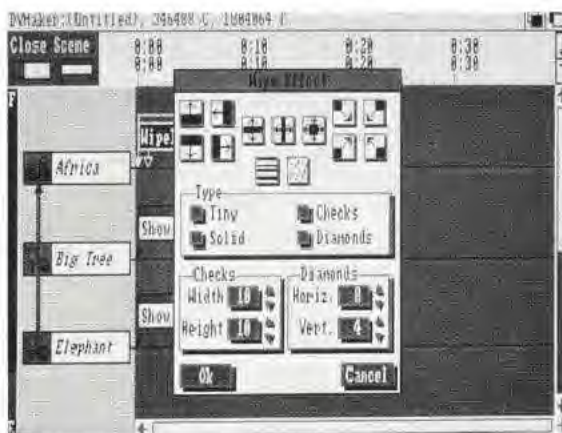 DVMaker:(Untitled), 346488 C, 1804064 F
Close Scene
0:00 0:10 0:20 0:30
0:00 0:10 0:20 0:30
Wipe Effect
F
Wipe
Africa
Type
Tiny Checks
Solid Diamonds
Show
Big Tree
Checks Diamonds
Width 10 Horiz. 8
Show
Height 10 Vert. 4
Elephant
Ok Cancel
F